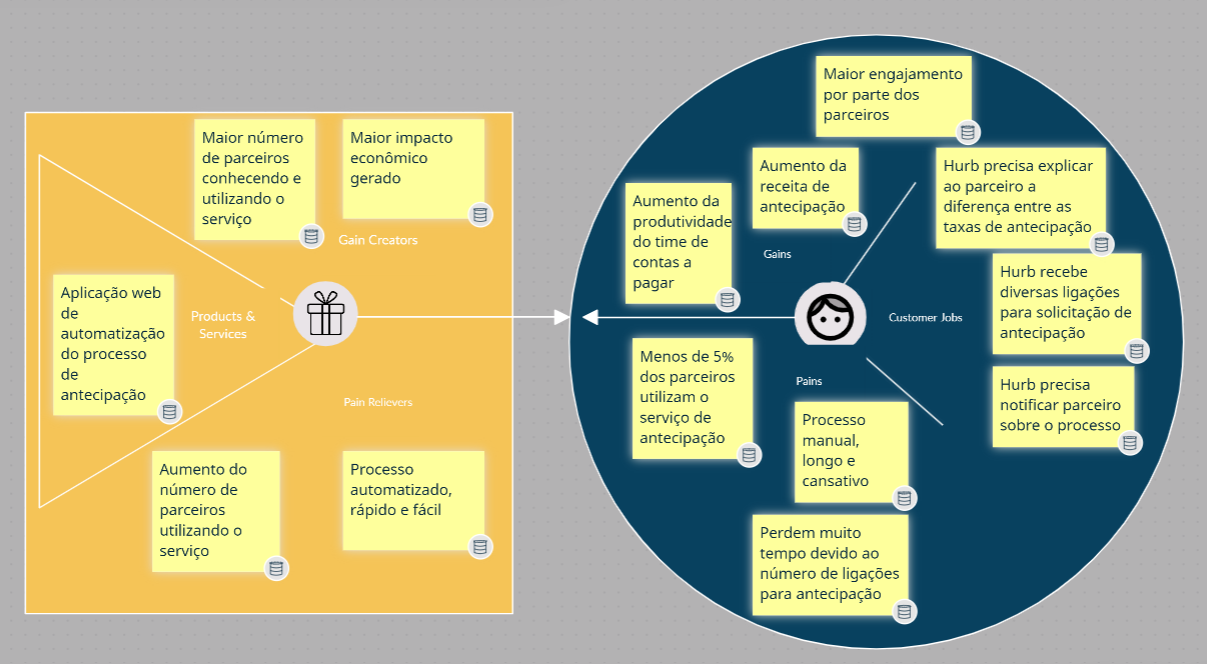 Maior número
de parceiros
conhecendo e
utilizando o
serviço
Maior impacto
econômico
gerado
Gain Creators
Aplicação web
de
automatização
do processo
de
antecipação
Products &
Services
Pain Relievers
Aumento do
número de
parceiros
utilizando o
serviço
Processo
automatizado,
rápido e fácil
Maior engajamento
por parte dos
parceiros
Aumento da
receita de
antecipação
Aumento da
produtividade
do time de
contas a
pagar
Gains
Hurb precisa explicar
ao parceiro a
diferença entre as
taxas de antecipação
Hurb recebe
diversas ligações
para solicitação de
antecipação
Customer Jobs
Hurb precisa
notificar parceiro
sobre o processo
Menos de 5%
dos parceiros
utilizam o
serviço de
antecipação
Pains
Processo
manual,
longo e
cansativo
Perdem muito
tempo devido ao
número de ligações
para antecipação